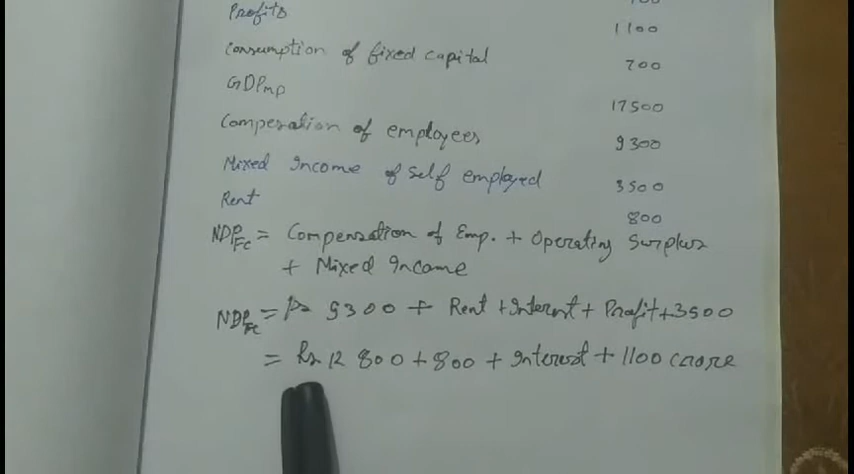 Profits
1100
Consumption of fixed capital 700
GDPMP 17500
Compensation of employees 9300
Mixed Income of self employed 3500
Rent 800
NDPFC = Compensation of Emp. + Operating Surplus
+ Mixed Income
NDPFC = Rs 9300 + Rent + Interest + Profit + 3500
= Rs 12 800 + 800 + Interest + 1100 crore